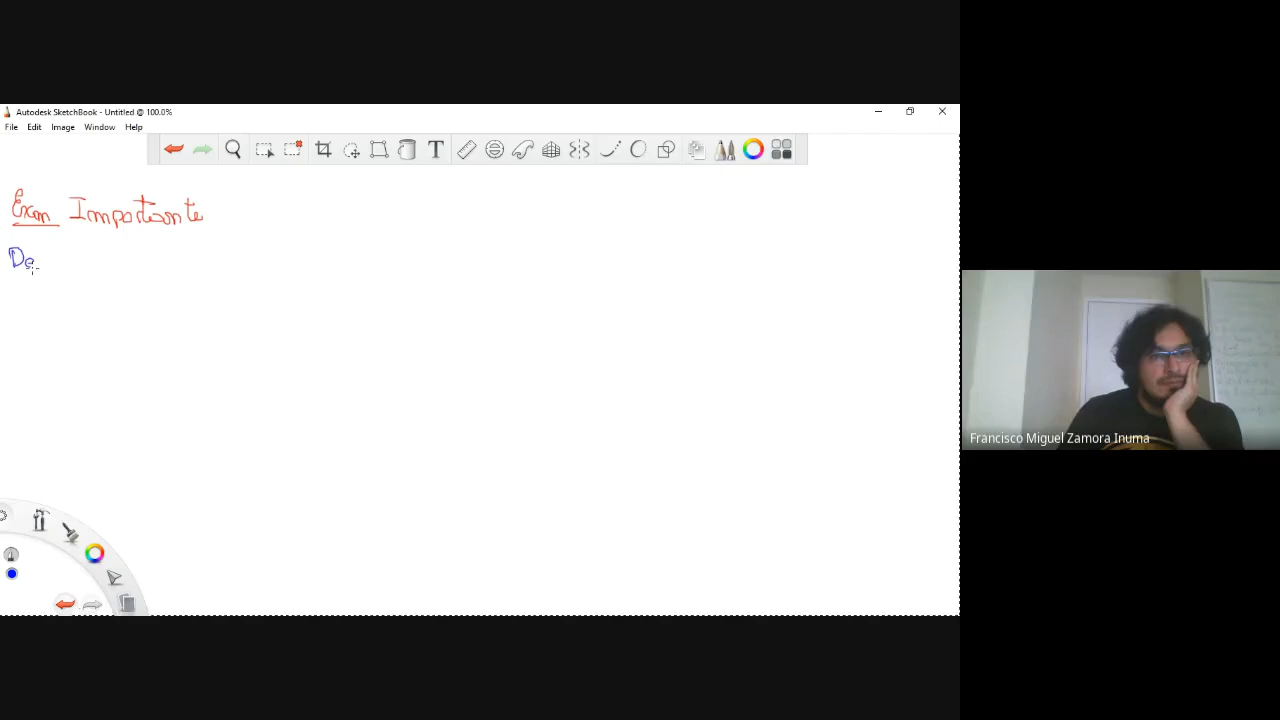 Autodesk SketchBook - Untitled @ 100.0%
File Edit Image Window Help
Exam Importante
De
Francisco Miguel Zamora Inuma